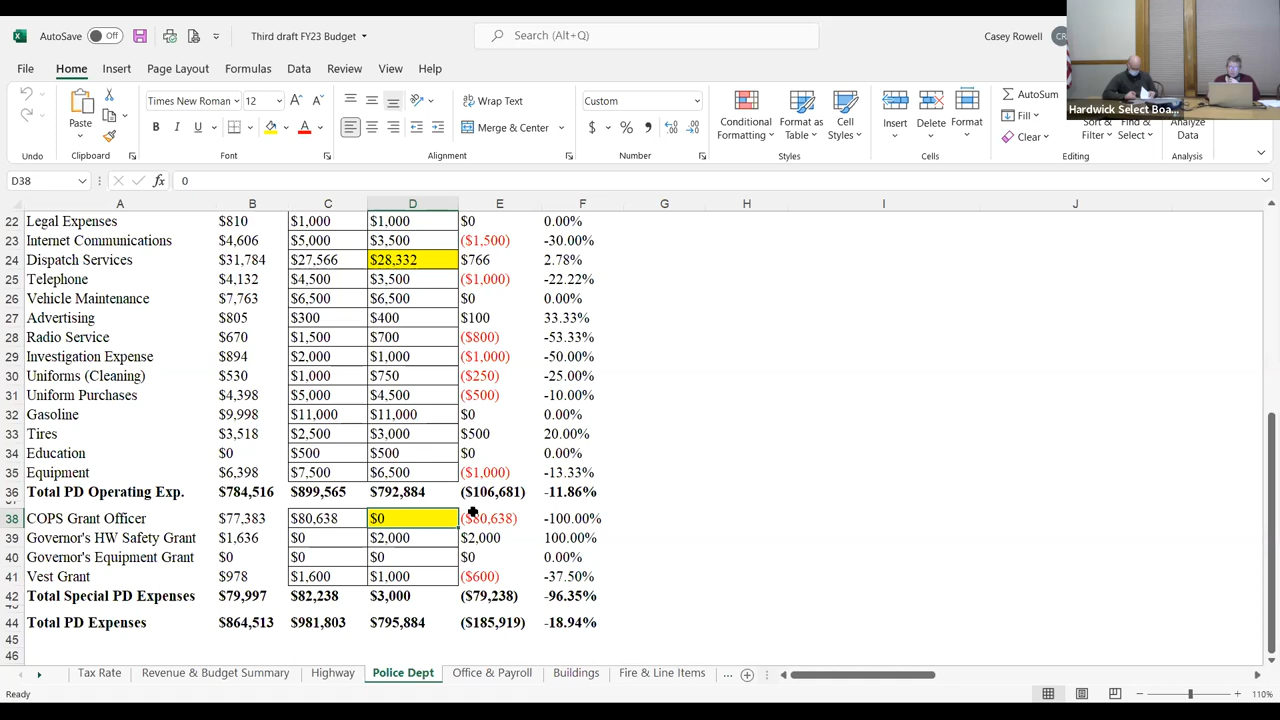 AutoSave Off Third draft FY23 Budget Search (Alt+Q) Casey Rowell CR
File Home Insert Page Layout Formulas Data Review View Help
Hardwick Select Boa...
Paste Times New Roman 12 Wrap Text Custom Conditional Formatting Format as Table Cell Styles Insert Delete Format AutoSum
B I U Merge & Center $ % Fill Sort & Filter Find & Select Analyze Data
Clear
Undo Clipboard Font Alignment Number Styles Cells Editing Analysis
D38 fx 0
A B C D E F G H I J
22 Legal Expenses $810 $1,000 $1,000 $0 0.00%
23 Internet Communications $4,606 $5,000 $3,500 ($1,500) -30.00%
24 Dispatch Services $31,784 $27,566 $28,332 $766 2.78%
25 Telephone $4,132 $4,500 $3,500 ($1,000) -22.22%
26 Vehicle Maintenance $7,763 $6,500 $6,500 $0 0.00%
27 Advertising $805 $300 $400 $100 33.33%
28 Radio Service $670 $1,500 $700 ($800) -53.33%
29 Investigation Expense $894 $2,000 $1,000 ($1,000) -50.00%
30 Uniforms (Cleaning) $530 $1,000 $750 ($250) -25.00%
31 Uniform Purchases $4,398 $5,000 $4,500 ($500) -10.00%
32 Gasoline $9,998 $11,000 $11,000 $0 0.00%
33 Tires $3,518 $2,500 $3,000 $500 20.00%
34 Education $0 $500 $500 $0 0.00%
35 Equipment $6,398 $7,500 $6,500 ($1,000) -13.33%
36 Total PD Operating Exp. $784,516 $899,565 $792,884 ($106,681) -11.86%
38 COPS Grant Officer $77,383 $80,638 $0 ($80,638) -100.00%
39 Governor's HW Safety Grant $1,636 $0 $2,000 $2,000 100.00%
40 Governor's Equipment Grant $0 $0 $0 $0 0.00%
41 Vest Grant $978 $1,600 $1,000 ($600) -37.50%
42 Total Special PD Expenses $79,997 $82,238 $3,000 ($79,238) -96.35%
44 Total PD Expenses $864,513 $981,803 $795,884 ($185,919) -18.94%
45
46
Tax Rate Revenue & Budget Summary Highway Police Dept Office & Payroll Buildings Fire & Line Items ...
Ready 110%